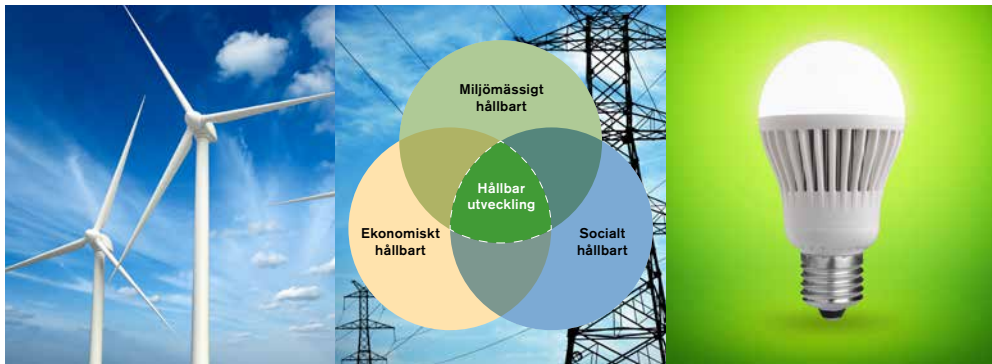 Miljömässigt
hållbart
Hållbar
utveckling
Ekonomiskt
hållbart
Socialt
hållbart